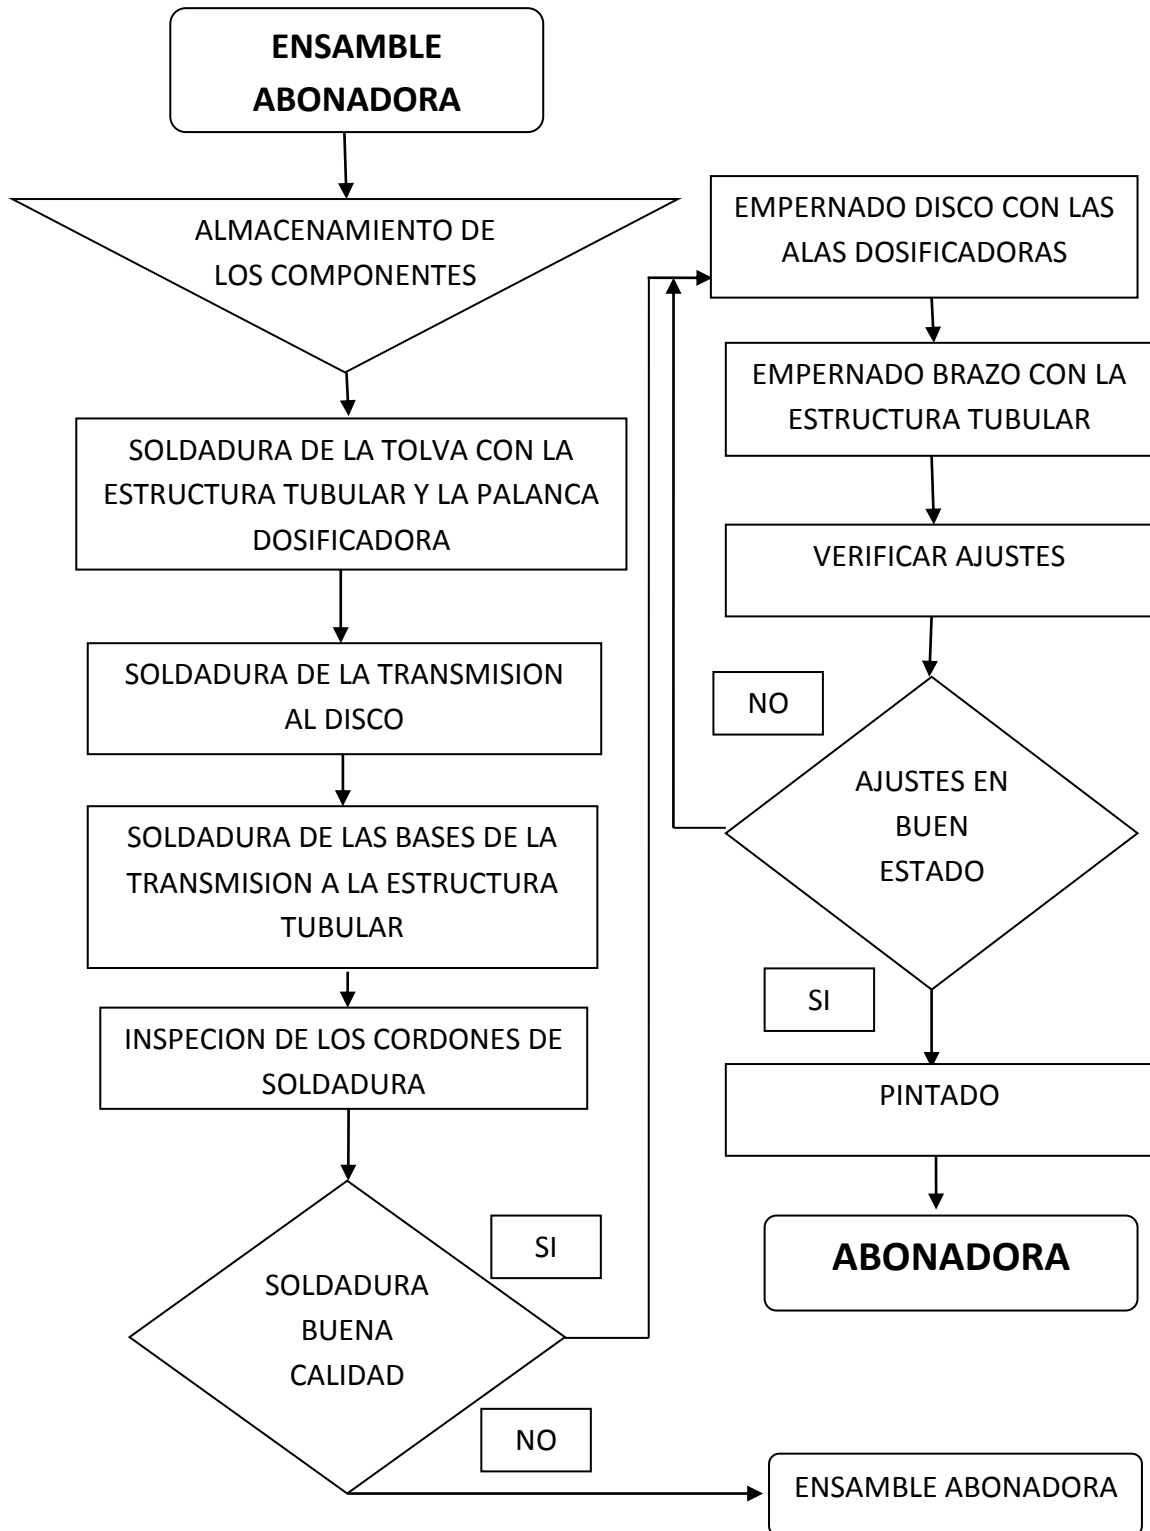 ENSAMBLE
ABONADORA
ALMACENAMIENTO DE
LOS COMPONENTES
SOLDADURA DE LA TOLVA CON LA
ESTRUCTURA TUBULAR Y LA PALANCA
DOSIFICADORA
SOLDADURA DE LA TRANSMISION
AL DISCO
SOLDADURA DE LAS BASES DE LA
TRANSMISION A LA ESTRUCTURA
TUBULAR
INSPECION DE LOS CORDONES DE
SOLDADURA
SOLDADURA
BUENA
CALIDAD
SI
NO
EMPERNADO DISCO CON LAS
ALAS DOSIFICADORAS
EMPERNADO BRAZO CON LA
ESTRUCTURA TUBULAR
VERIFICAR AJUSTES
NO
AJUSTES EN
BUEN
ESTADO
SI
PINTADO
ABONADORA
ENSAMBLE ABONADORA